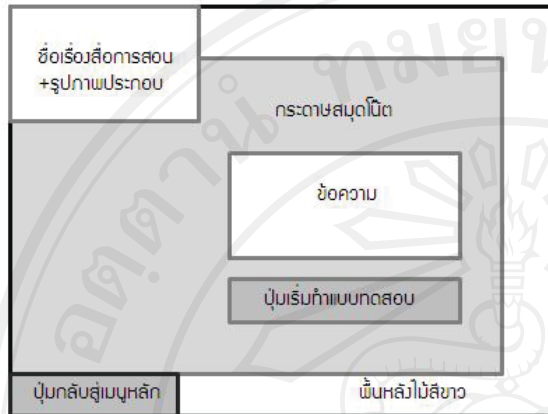 ชื่อเรื่องสื่อการสอน
+รูปภาพประกอบ
กระดาษสมุดโน๊ต
ข้อความ
ปุ่มเริ่มทำแบบทดสอบ
ปุ่มกลับสู่เมนูหลัก
พื้นหลังไม้สีขาว